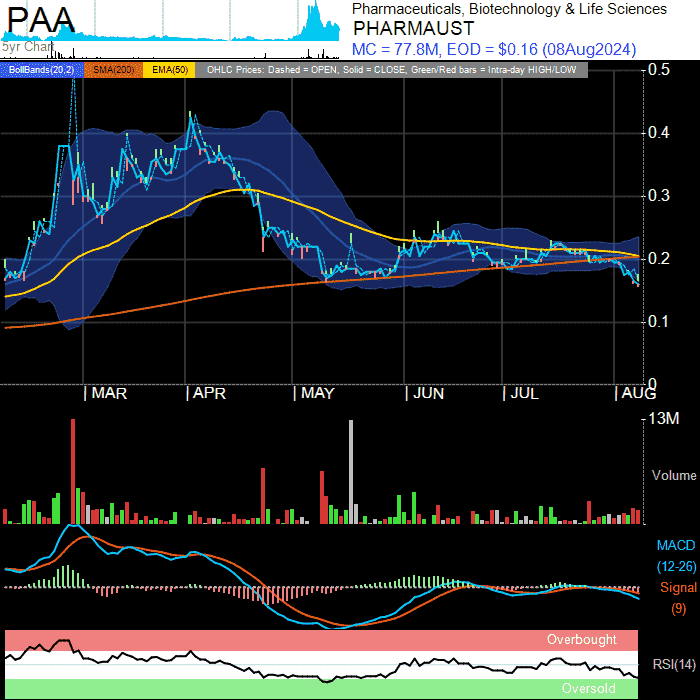 PAA
5yr Chart
Pharmaceuticals, Biotechnology & Life Sciences
PHARMAUST
MC = 77.8M, EOD = $0.16 (08Aug2024)
BollBands(20,2) SMA(200) EMA(50) OHLC Prices: Dashed = OPEN, Solid = CLOSE, Green/Red bars = Intra-day HIGH/LOW
0.5
0.4
0.3
0.2
0.1
0
MAR APR MAY JUN JUL AUG
13M
Volume
MACD
(12-26)
Signal
(9)
Overbought
RSI(14)
Oversold